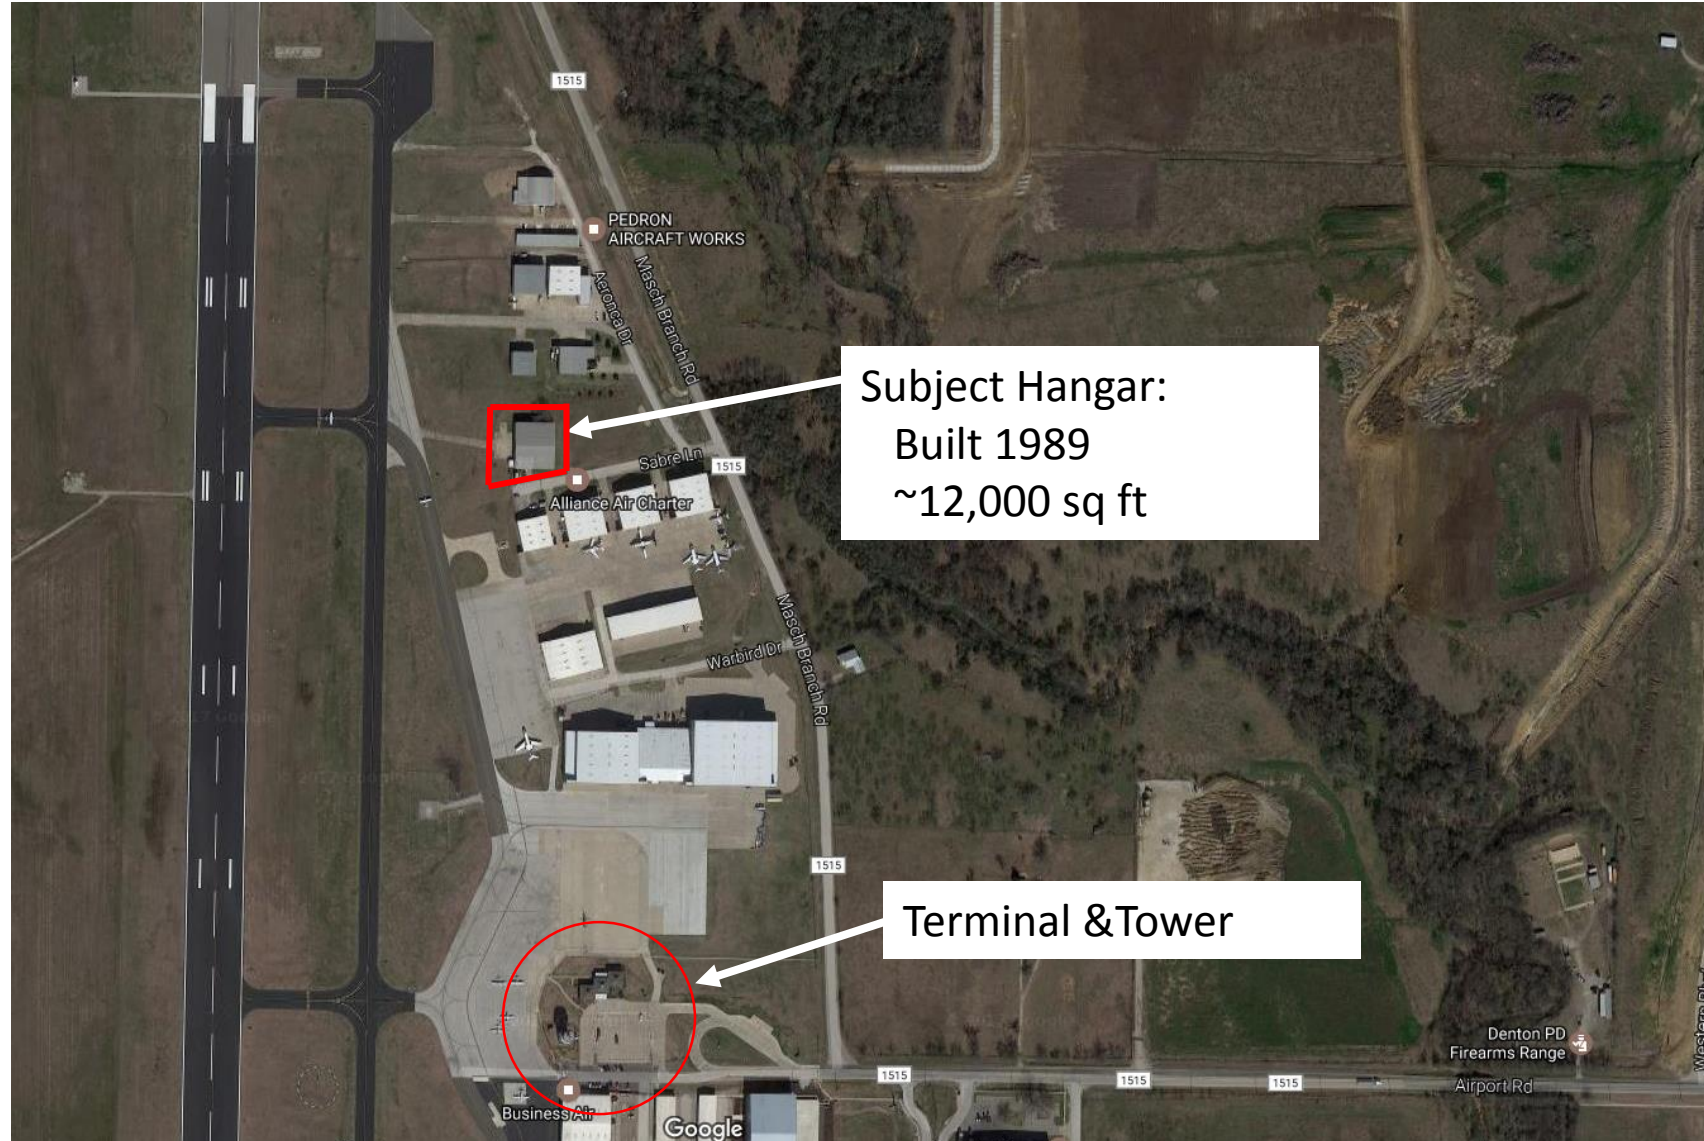 1515
PEDRON
AIRCRAFT WORKS
Aeronca Dr
Masch Branch Rd
Subject Hangar:
Built 1989
~12,000 sq ft
Sabre Ln
1515
Alliance Air Charter
Masch Branch Rd
Warbird Dr
1515
Terminal &Tower
Denton PD
Firearms Range
1515
1515
1515
Airport Rd
Business Air
Google